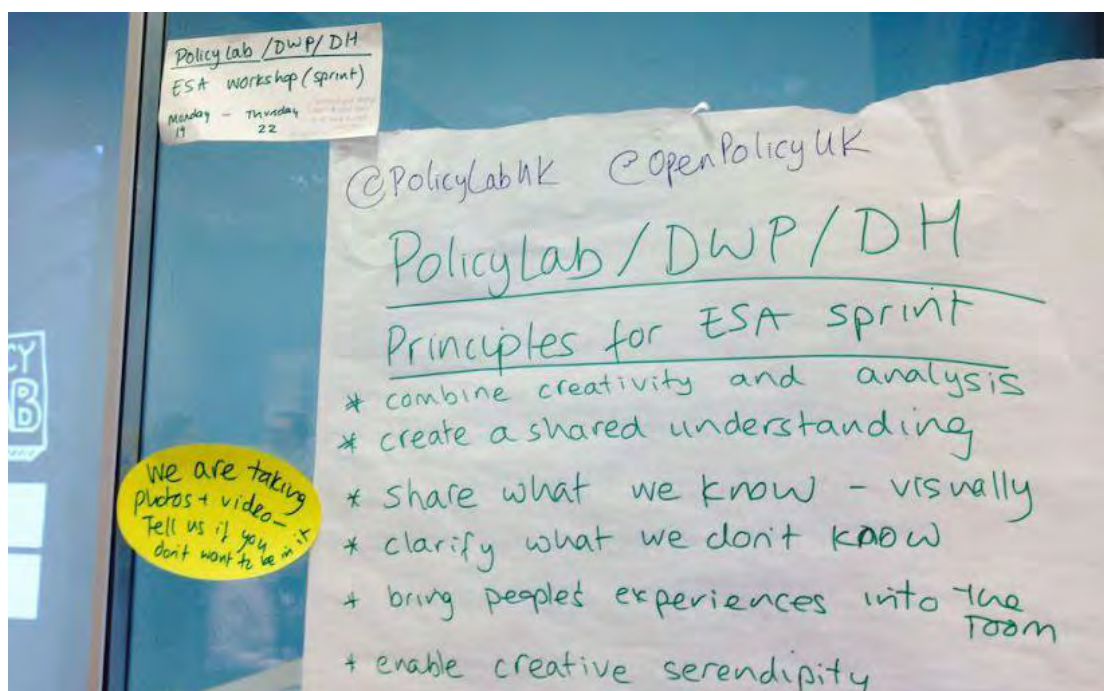 Policy Lab / DWP / DH
ESA workshop (sprint)
Monday – Thursday
19 22
@PolicyLabUK @OpenPolicyUK
PolicyLab / DWP / DH
Principles for ESA sprint
* combine creativity and analysis
* create a shared understanding
* share what we know – visually
* clarify what we don't know
* bring people's experiences into the
room
* enable creative serendipity
we are taking
photos + video –
Tell us if you
don't want to be in it
CY
B